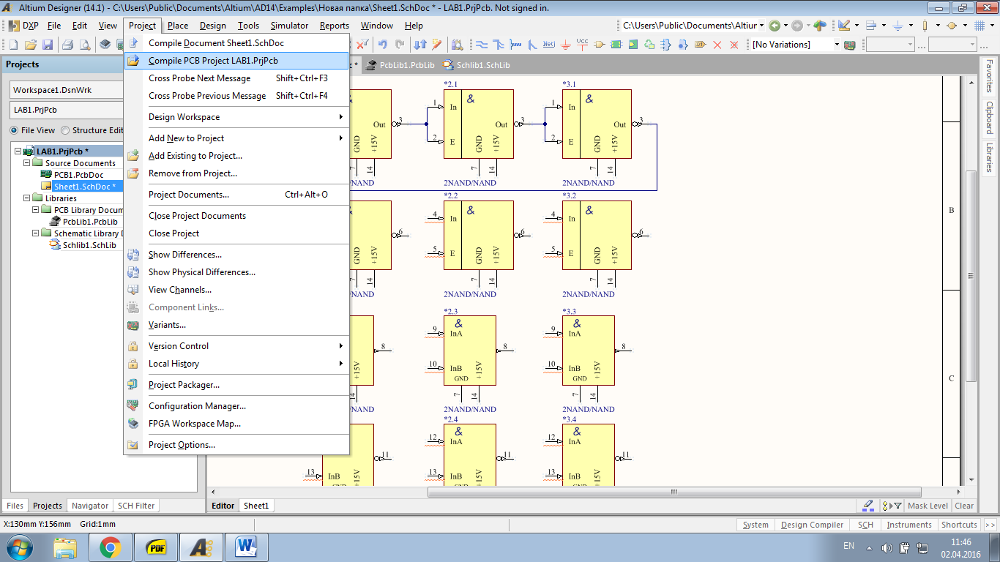 Altium Designer (14.1) - C:\Users\Public\Documents\Altium\AD14\Examples\Новая папка\Sheet1.SchDoc * - LAB1.PrjPcb. Not signed in.
DXP File Edit View Project Place Design Tools Simulator Reports Window Help C:\Users\Public\Documents\Altiur
[No Variations]
Projects
PcbLib1.PcbLib Schlib1.SchLib
Workspace1.DsnWrk
LAB1.PrjPcb
File View Structure Edit
LAB1.PrjPcb *
Source Documents
PCB1.PcbDoc
Sheet1.SchDoc *
Libraries
PCB Library Docum
PcbLib1.PcbLib
Schematic Library D
Schlib1.SchLib
Compile Document Sheet1.SchDoc
Compile PCB Project LAB1.PrjPcb
Cross Probe Next Message Shift+Ctrl+F3
Cross Probe Previous Message Shift+Ctrl+F4
Design Workspace
Add New to Project
Add Existing to Project...
Remove from Project...
Project Documents... Ctrl+Alt+O
Close Project Documents
Close Project
Show Differences...
Show Physical Differences...
View Channels...
Component Links...
Variants...
Version Control
Local History
Project Packager...
Configuration Manager...
FPGA Workspace Map...
Project Options...
*2.1 *3.1
& &
1 In 1 In
Out 3 Out 3 Out 3
2 E 2 E
GND +15V GND +15V GND +15V
7 14 7 14 7 14
/NAND 2NAND/NAND 2NAND/NAND
*2.2 *3.2
& &
4 In 4 In
6 6 6
5 E 5 E
GND +15V GND +15V GND +15V
7 14 7 14 7 14
/NAND 2NAND/NAND 2NAND/NAND
*2.3 *3.3
& &
9 InA 9 InA
8 8 8
10 InB 10 InB
+15V GND +15V GND +15V
14 7 14 7 14
/NAND 2NAND/NAND 2NAND/NAND
*2.4 *3.4
& &
12 InA 12 InA
11 11 11
13 InB 13 InB 13 InB
+15V +15V +15V
B
C
Favorites
Clipboard
Libraries
Files Projects Navigator SCH Filter
Editor Sheet1
Mask Level Clear
X:130mm Y:156mm Grid:1mm
System Design Compiler SCH Instruments Shortcuts >>
PDF
EN
11:46
02.04.2016